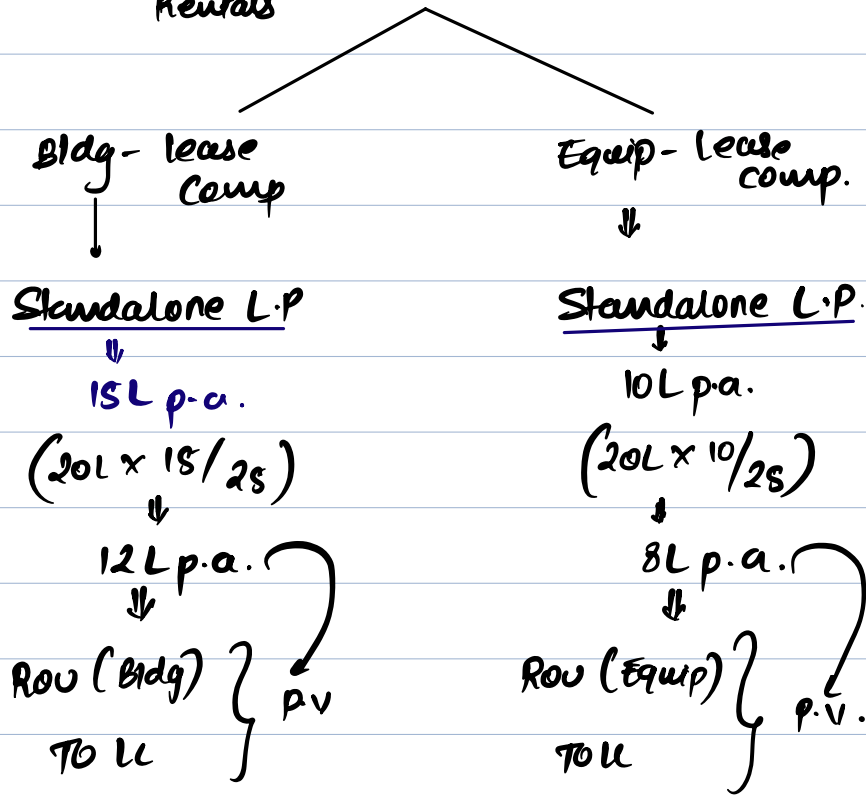 Rentals
Bldg - lease
Comp
Equip - Lease
comp.
Standalone L.P
Standalone L.P.
15L p.a.
10L p.a.
(20L × 15/25)
(20L × 10/25)
12L p.a.
8L p.a.
ROU (Bldg)
P.V
ROU (Equip)
P.V.
TO LL
TO LL